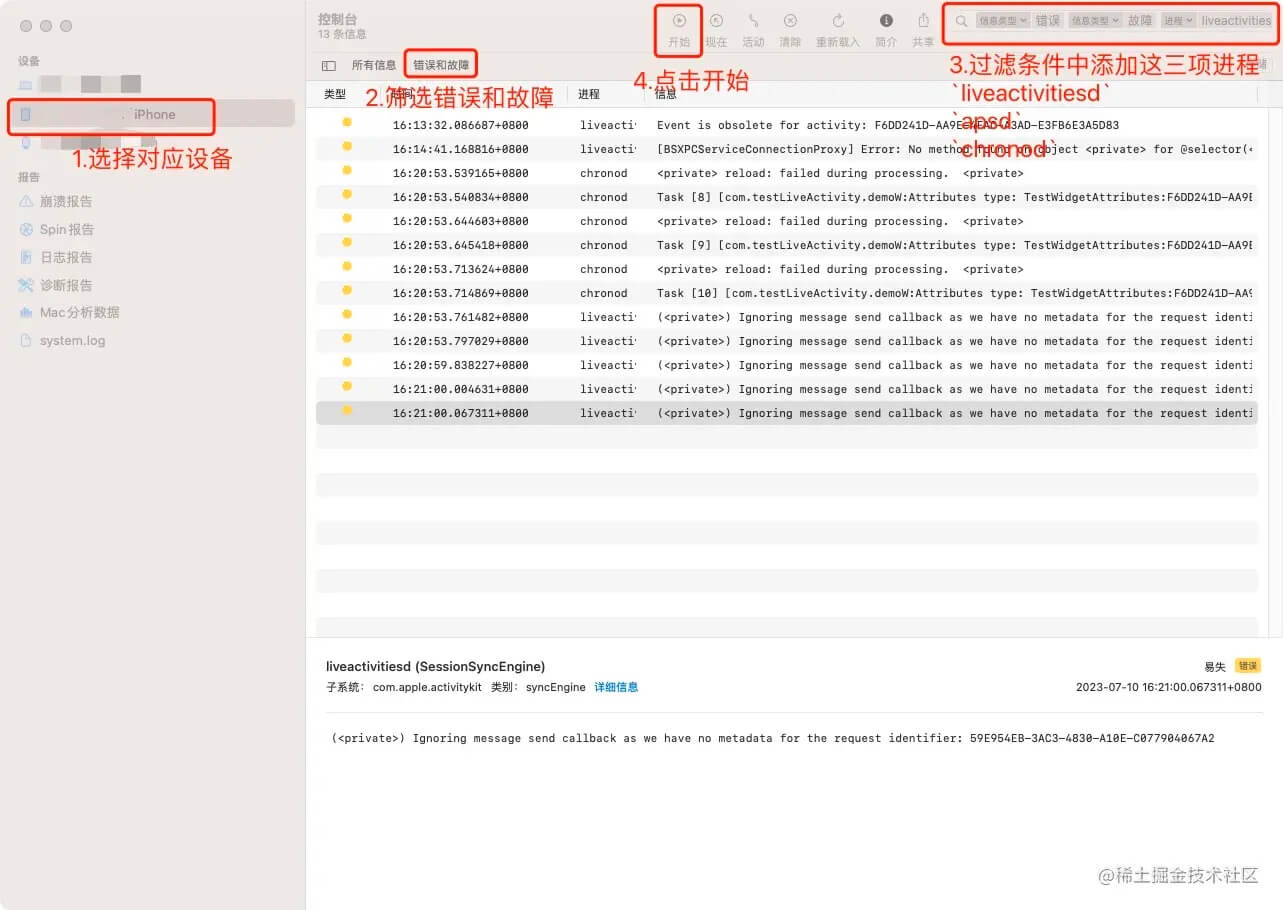 控制台
13 条信息
开始
现在
活动
清除
重新载入
简介
共享
信息类型 错误 信息类型 故障 进程 liveactivities
所有信息
错误和故障
4.点击开始
3.过滤条件中添加这三项进程
`liveactivitiesd`
`apsd`
`chronod`
2.筛选错误和故障
设备
iPhone
1.选择对应设备
报告
崩溃报告
Spin 报告
日志报告
诊断报告
Mac分析数据
system.log
类型 进程 信息
16:13:32.086687+0800 liveacti Event is obsolete for activity: F6DD241D-AA9E-4EAD-A3AD-E3FB6E3A5D83
16:14:41.168816+0800 liveacti [BSXPCServiceConnectionProxy] Error: No method found on object <private> for @selector(<
16:20:53.539165+0800 chronod <private> reload: failed during processing. <private>
16:20:53.540834+0800 chronod Task [8] [com.testLiveActivity.demoW:Attributes type: TestWidgetAttributes:F6DD241D-AA9E
16:20:53.644603+0800 chronod <private> reload: failed during processing. <private>
16:20:53.645418+0800 chronod Task [9] [com.testLiveActivity.demoW:Attributes type: TestWidgetAttributes:F6DD241D-AA9E
16:20:53.713624+0800 chronod <private> reload: failed during processing. <private>
16:20:53.714869+0800 chronod Task [10] [com.testLiveActivity.demoW:Attributes type: TestWidgetAttributes:F6DD241D-AA9
16:20:53.761482+0800 liveacti (<private>) Ignoring message send callback as we have no metadata for the request identi
16:20:53.797029+0800 liveacti (<private>) Ignoring message send callback as we have no metadata for the request identi
16:20:59.838227+0800 liveacti (<private>) Ignoring message send callback as we have no metadata for the request identi
16:21:00.004631+0800 liveacti (<private>) Ignoring message send callback as we have no metadata for the request identi
16:21:00.067311+0800 liveacti (<private>) Ignoring message send callback as we have no metadata for the request identi
liveactivitiesd (SessionSyncEngine)
易失 错误
子系统: com.apple.activitykit 类别: syncEngine 详细信息
2023-07-10 16:21:00.067311+0800
(<private>) Ignoring message send callback as we have no metadata for the request identifier: 59E954EB-3AC3-4830-A10E-C077904067A2
@稀土掘金技术社区